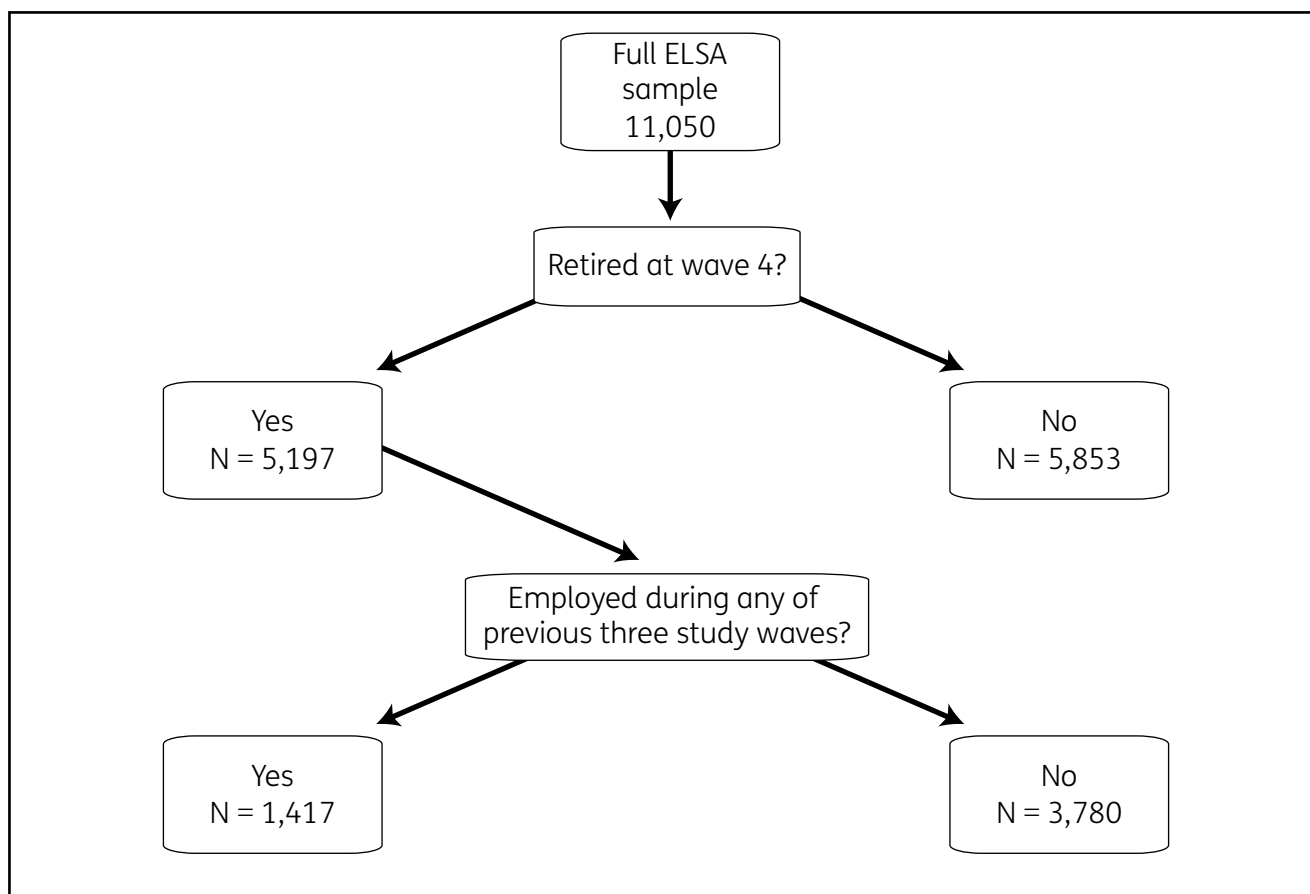 Full ELSA
sample
11,050
Retired at wave 4?
Yes
N = 5,197
No
N = 5,853
Employed during any of
previous three study waves?
Yes
N = 1,417
No
N = 3,780